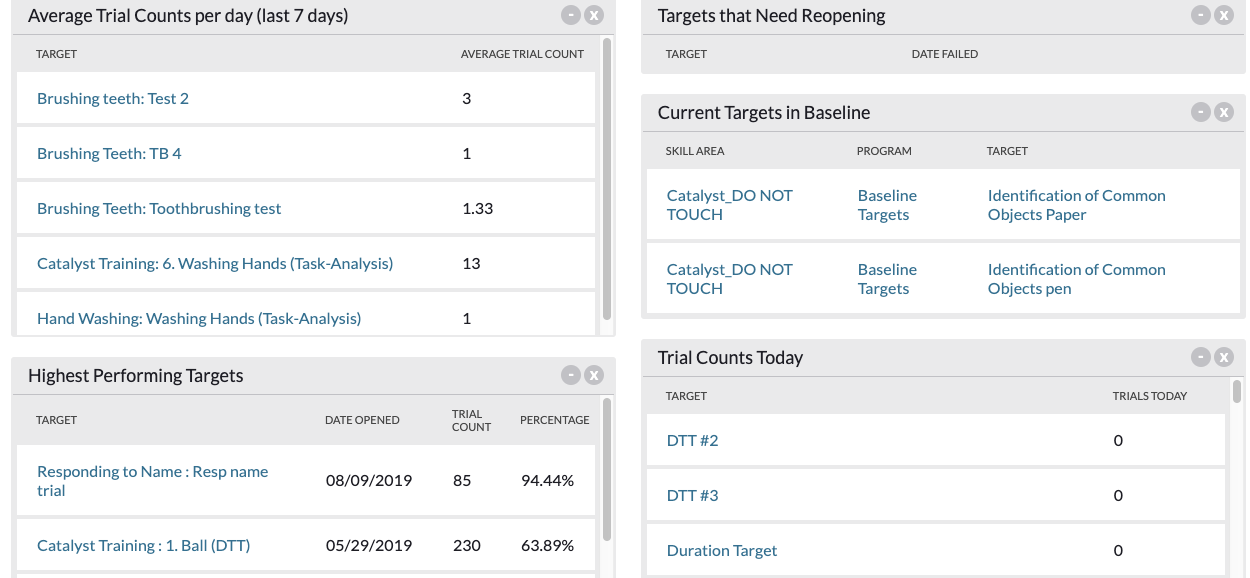 Average Trial Counts per day (last 7 days) - x
TARGET AVERAGE TRIAL COUNT
Brushing teeth: Test 2 3
Brushing Teeth: TB 4 1
Brushing Teeth: Toothbrushing test 1.33
Catalyst Training: 6. Washing Hands (Task-Analysis) 13
Hand Washing: Washing Hands (Task-Analysis) 1
Highest Performing Targets - x
TARGET DATE OPENED TRIAL COUNT PERCENTAGE
Responding to Name : Resp name
trial 08/09/2019 85 94.44%
Catalyst Training : 1. Ball (DTT) 05/29/2019 230 63.89%
Targets that Need Reopening - x
TARGET DATE FAILED
Current Targets in Baseline - x
SKILL AREA PROGRAM TARGET
Catalyst_DO NOT Baseline Identification of Common
TOUCH Targets Objects Paper
Catalyst_DO NOT Baseline Identification of Common
TOUCH Targets Objects pen
Trial Counts Today - x
TARGET TRIALS TODAY
DTT #2 0
DTT #3 0
Duration Target 0